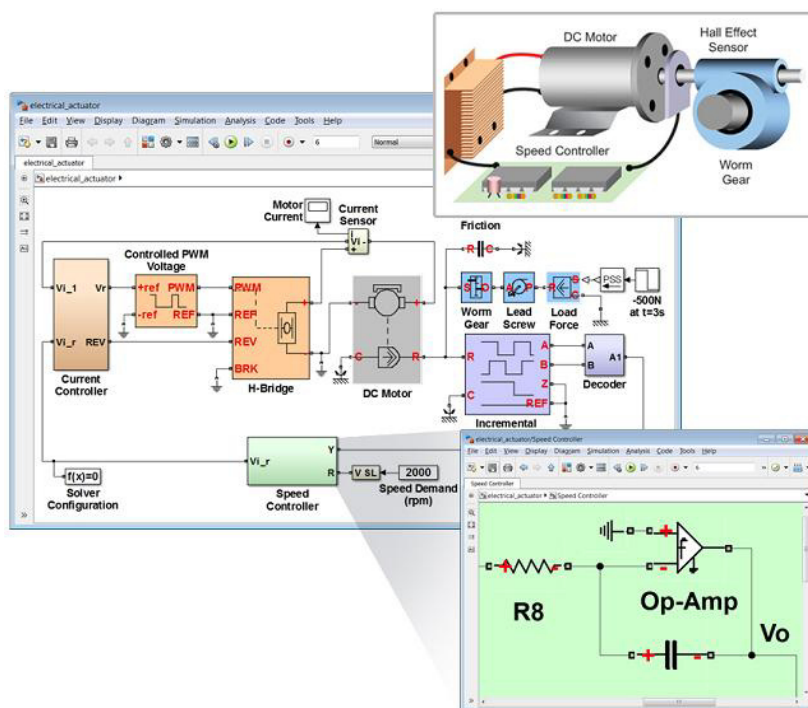 DC Motor
Hall Effect
Sensor
Speed Controller
Worm
Gear
electrical_actuator
File Edit View Display Diagram Simulation Analysis Code Tools Help
6
Normal
electrical_actuator
electrical_actuator
Motor
Current
Current
Sensor
Controlled PWM
Voltage
Vi_1
Vr
Vi_r
REV
Current
Controller
+ref
PWM
-ref
REF
PWM
REF
REV
BRK
+
-
H-Bridge
I
Vi -
+
-
+
C
R
DC Motor
Friction
R C
S O
Worm
Gear
Lead
Screw
Load
Force
PSS
-500N
at t=3s
R
C
A
B
Z
REF
Incremental
A
B
A1
Decoder
f(x)=0
Solver
Configuration
Vi_r
Y
R
Speed
Controller
V SL
2000
Speed Demand
(rpm)
electrical_actuator/Speed Controller
File Edit View Display Diagram Simulation Analysis Code Tools Help
6
Speed Controller
electrical_actuator Speed Controller
+ -
R8
+
-
Op-Amp
Vo
+ -